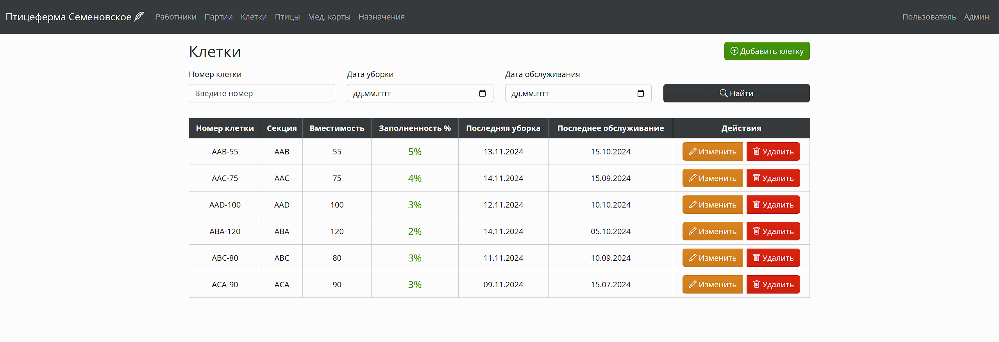 Птицеферма Семеновское Работники Партии Клетки Птицы Мед. карты Назначения Пользователь Админ
Клетки Добавить клетку
Номер клетки Дата уборки Дата обслуживания
Введите номер дд.мм.гггг дд.мм.гггг Найти
Номер клетки Секция Вместимость Заполненность % Последняя уборка Последнее обслуживание Действия
AAB-55 AAB 55 5% 13.11.2024 15.10.2024 Изменить Удалить
AAC-75 AAC 75 4% 14.11.2024 15.09.2024 Изменить Удалить
AAD-100 AAD 100 3% 12.11.2024 10.10.2024 Изменить Удалить
ABA-120 ABA 120 2% 14.11.2024 05.10.2024 Изменить Удалить
ABC-80 ABC 80 3% 11.11.2024 10.09.2024 Изменить Удалить
ACA-90 ACA 90 3% 09.11.2024 15.07.2024 Изменить Удалить